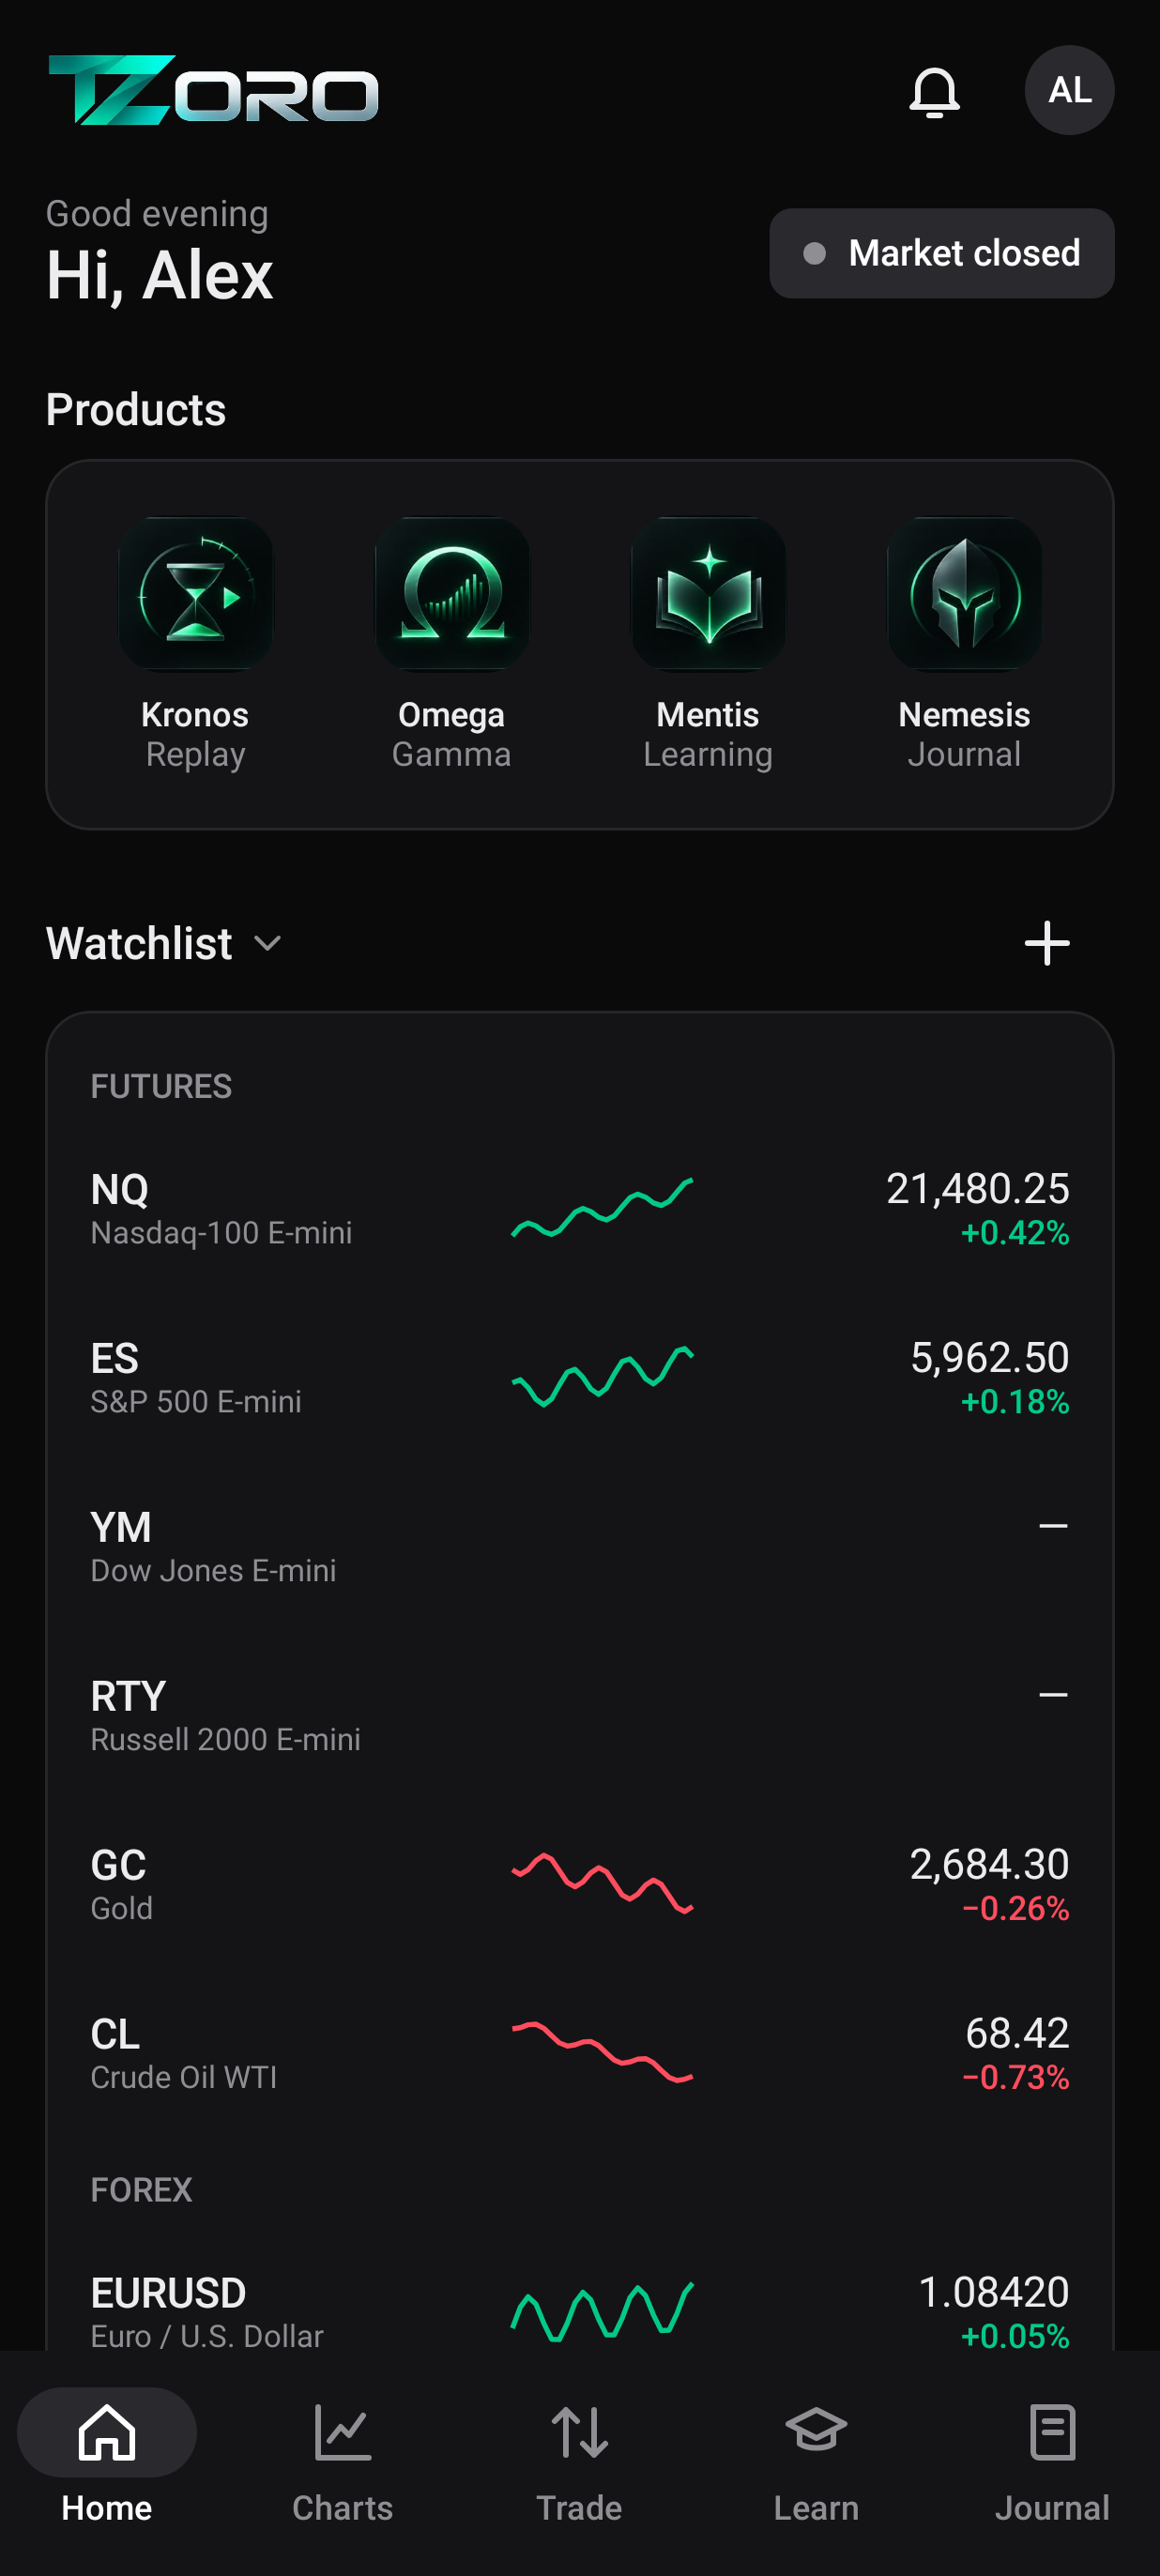 TZORO
AL
Good evening
Hi, Alex
Market closed
Products
Kronos
Replay
Omega
Gamma
Mentis
Learning
Nemesis
Journal
Watchlist
FUTURES
NQ
21,480.25
Nasdaq-100 E-mini
+0.42%
ES
5,962.50
S&P 500 E-mini
+0.18%
YM
—
Dow Jones E-mini
RTY
—
Russell 2000 E-mini
GC
2,684.30
Gold
−0.26%
CL
68.42
Crude Oil WTI
−0.73%
FOREX
EURUSD
1.08420
Euro / U.S. Dollar
+0.05%
Home
Charts
Trade
Learn
Journal